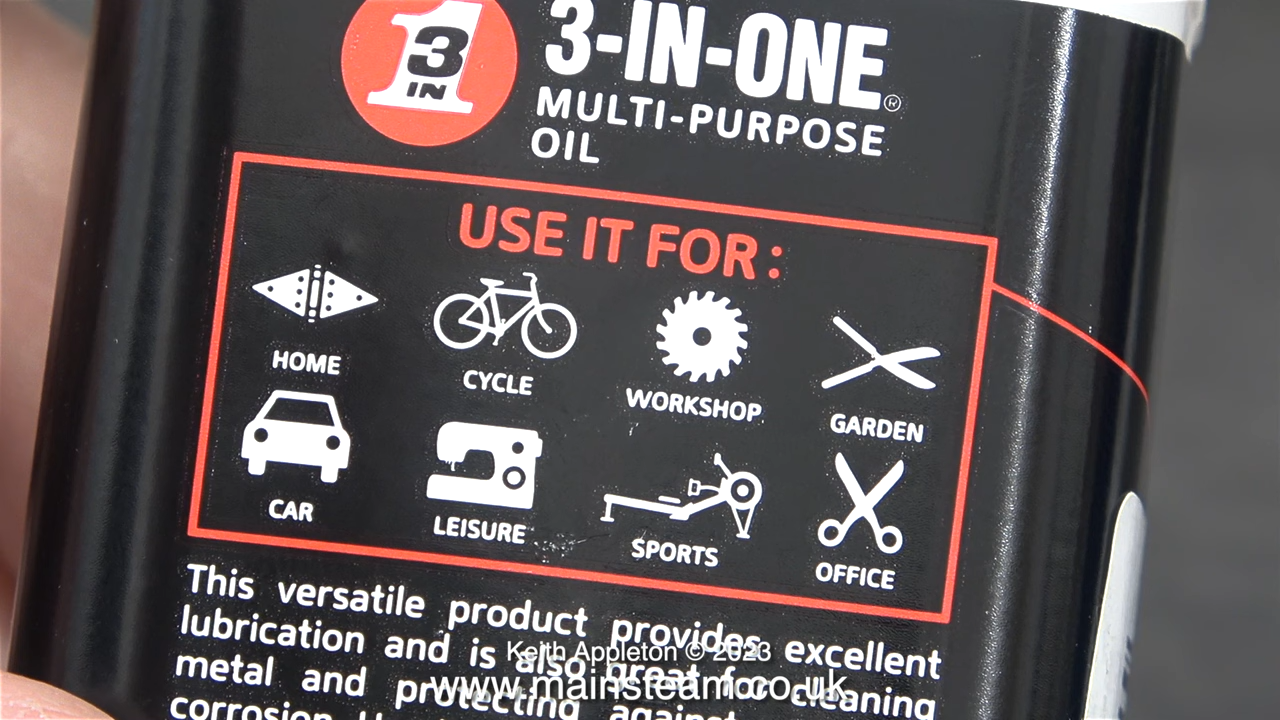 3
IN
1
3-IN-ONE®
MULTI-PURPOSE
OIL
USE IT FOR :
HOME
CYCLE
WORKSHOP
GARDEN
CAR
LEISURE
SPORTS
OFFICE
This versatile product provides excellent
lubrication and is also great for cleaning
metal and protecting against
corrosion
Keith Appleton © 2023
www.mainsteam.co.uk